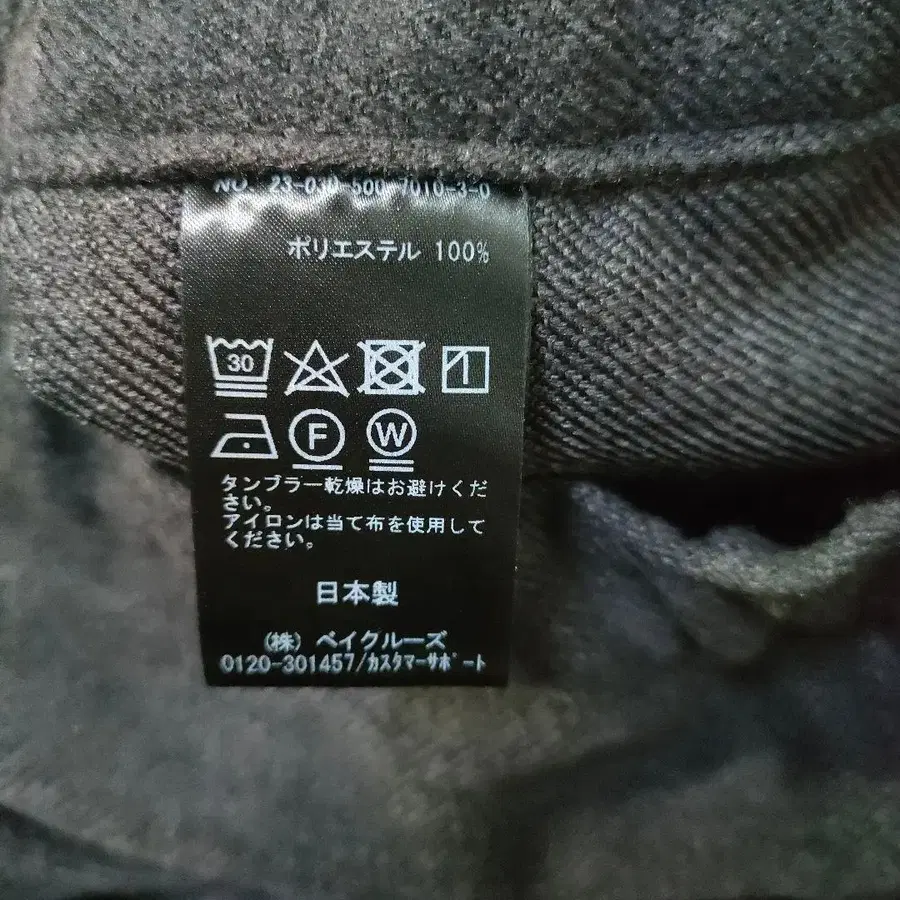 NO. 23-030-500-7010-3-0
ポリエステル 100%
30
F W
タンブラー乾燥はお避けくだ
さい。
アイロンは当て布を使用して
ください。
日本製
(株) ベイクルーズ
0120-301457/カスタマーサポート